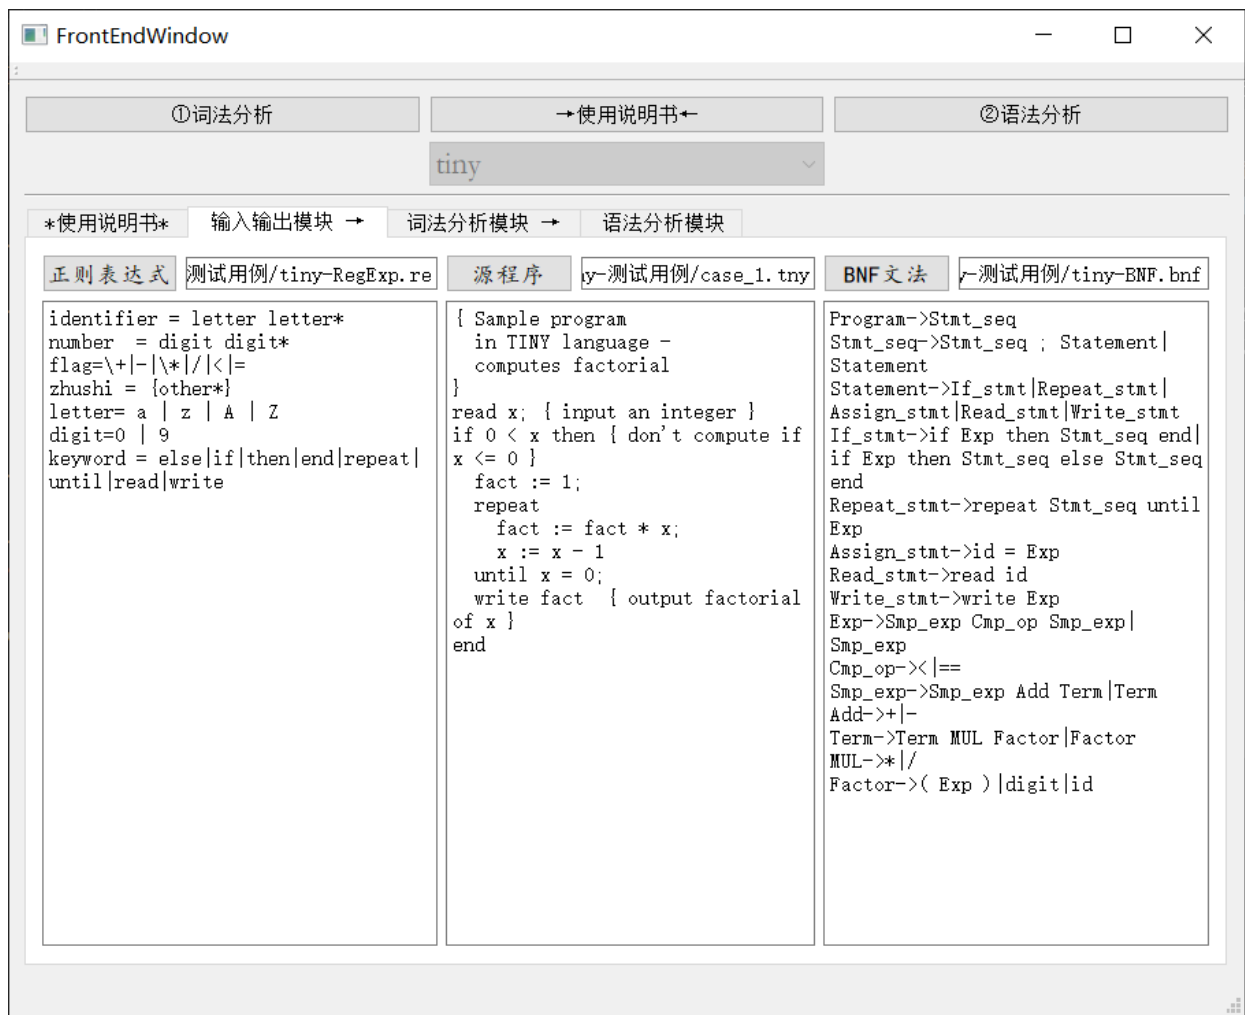 FrontEndWindow
①词法分析
→使用说明书←
②语法分析
tiny
*使用说明书*
输入输出模块 →
词法分析模块 →
语法分析模块
正则表达式
测试用例/tiny-RegExp.re
源程序
y-测试用例/case_1.tny
BNF文法
-测试用例/tiny-BNF.bnf
identifier = letter letter*
number  = digit digit*
flag=\+|-|\*|/|<|=
zhushi = {other*}
letter= a | z | A | Z
digit=0 | 9
keyword = else|if|then|end|repeat|
until|read|write
{ Sample program
  in TINY language -
  computes factorial
}
read x; { input an integer }
if 0 < x then { don't compute if
x <= 0 }
  fact := 1;
  repeat
    fact := fact * x;
    x := x - 1
  until x = 0;
  write fact  { output factorial
of x }
end
Program->Stmt_seq
Stmt_seq->Stmt_seq ; Statement|
Statement
Statement->If_stmt|Repeat_stmt|
Assign_stmt|Read_stmt|Write_stmt
If_stmt->if Exp then Stmt_seq end|
if Exp then Stmt_seq else Stmt_seq
end
Repeat_stmt->repeat Stmt_seq until
Exp
Assign_stmt->id = Exp
Read_stmt->read id
Write_stmt->write Exp
Exp->Smp_exp Cmp_op Smp_exp|
Smp_exp
Cmp_op-><|==
Smp_exp->Smp_exp Add Term|Term
Add->+|-
Term->Term MUL Factor|Factor
MUL->*|/
Factor->( Exp )|digit|id